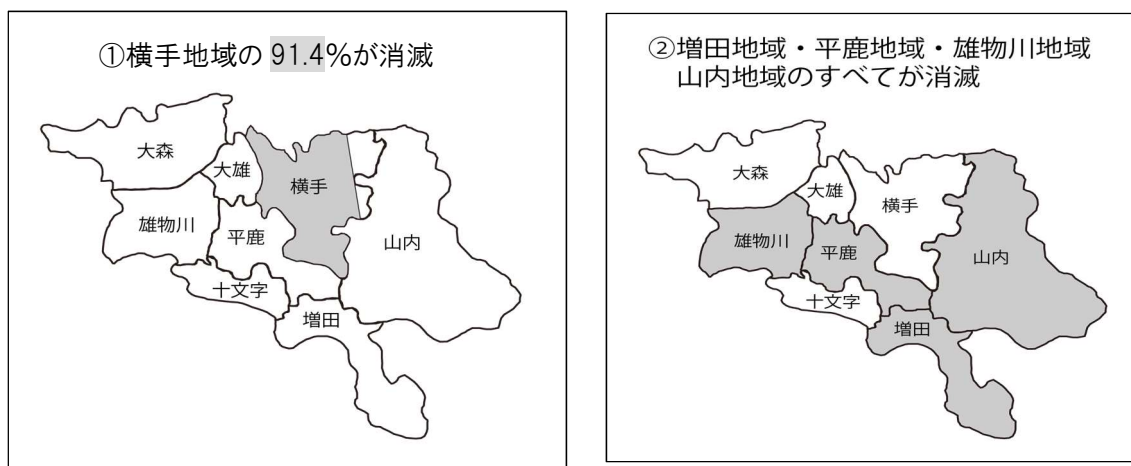 ①横手地域の 91.4%が消滅
大森
大雄
横手
雄物川
平鹿
山内
十文字
増田
②増田地域・平鹿地域・雄物川地域
山内地域のすべてが消滅
大森
大雄
横手
雄物川
平鹿
山内
十文字
増田